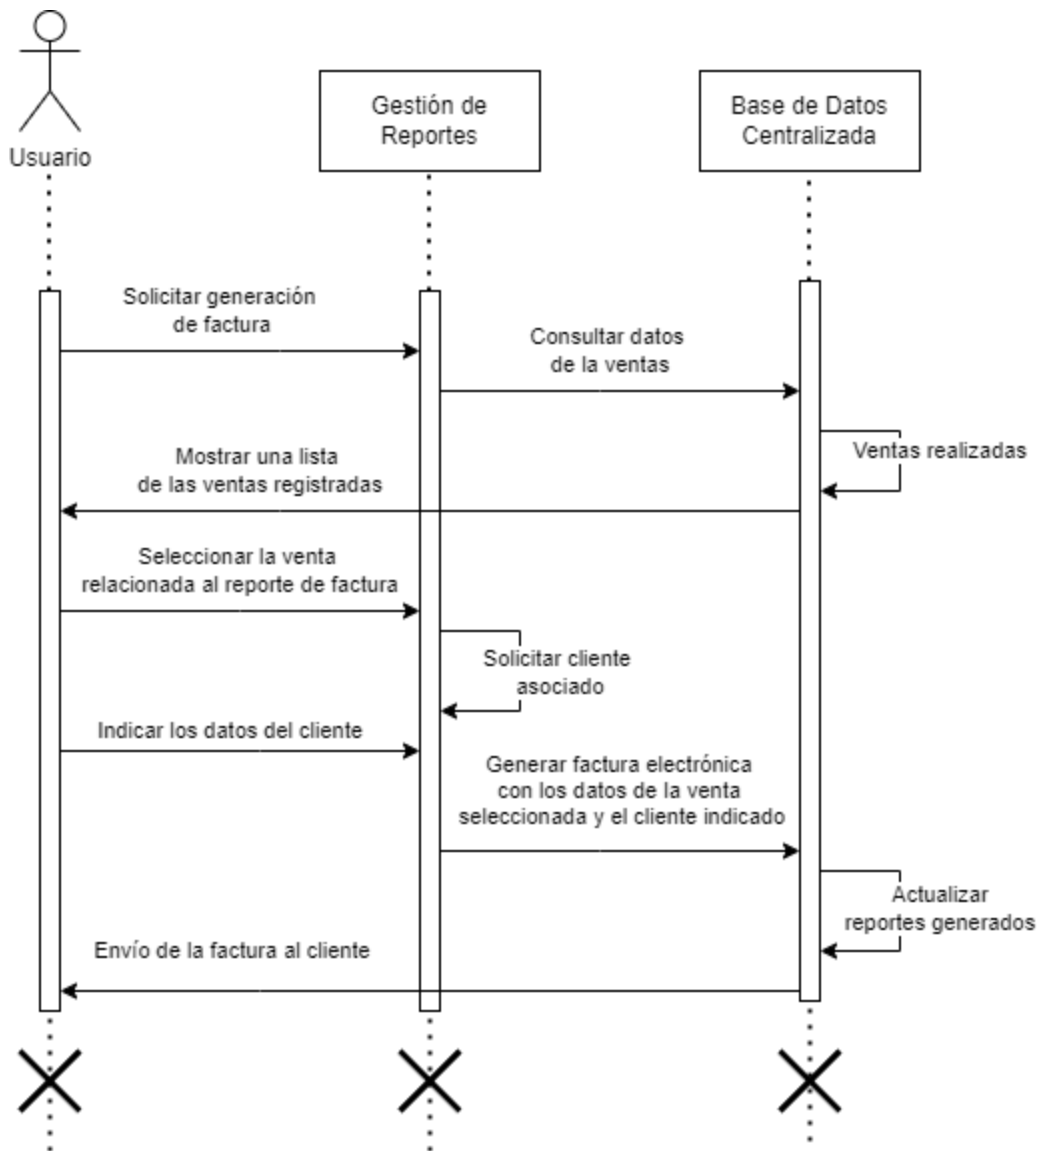 Usuario
Gestión de
Reportes
Base de Datos
Centralizada
Solicitar generación
de factura
Consultar datos
de la ventas
Ventas realizadas
Mostrar una lista
de las ventas registradas
Seleccionar la venta
relacionada al reporte de factura
Solicitar cliente
asociado
Indicar los datos del cliente
Generar factura electrónica
con los datos de la venta
seleccionada y el cliente indicado
Actualizar
reportes generados
Envío de la factura al cliente